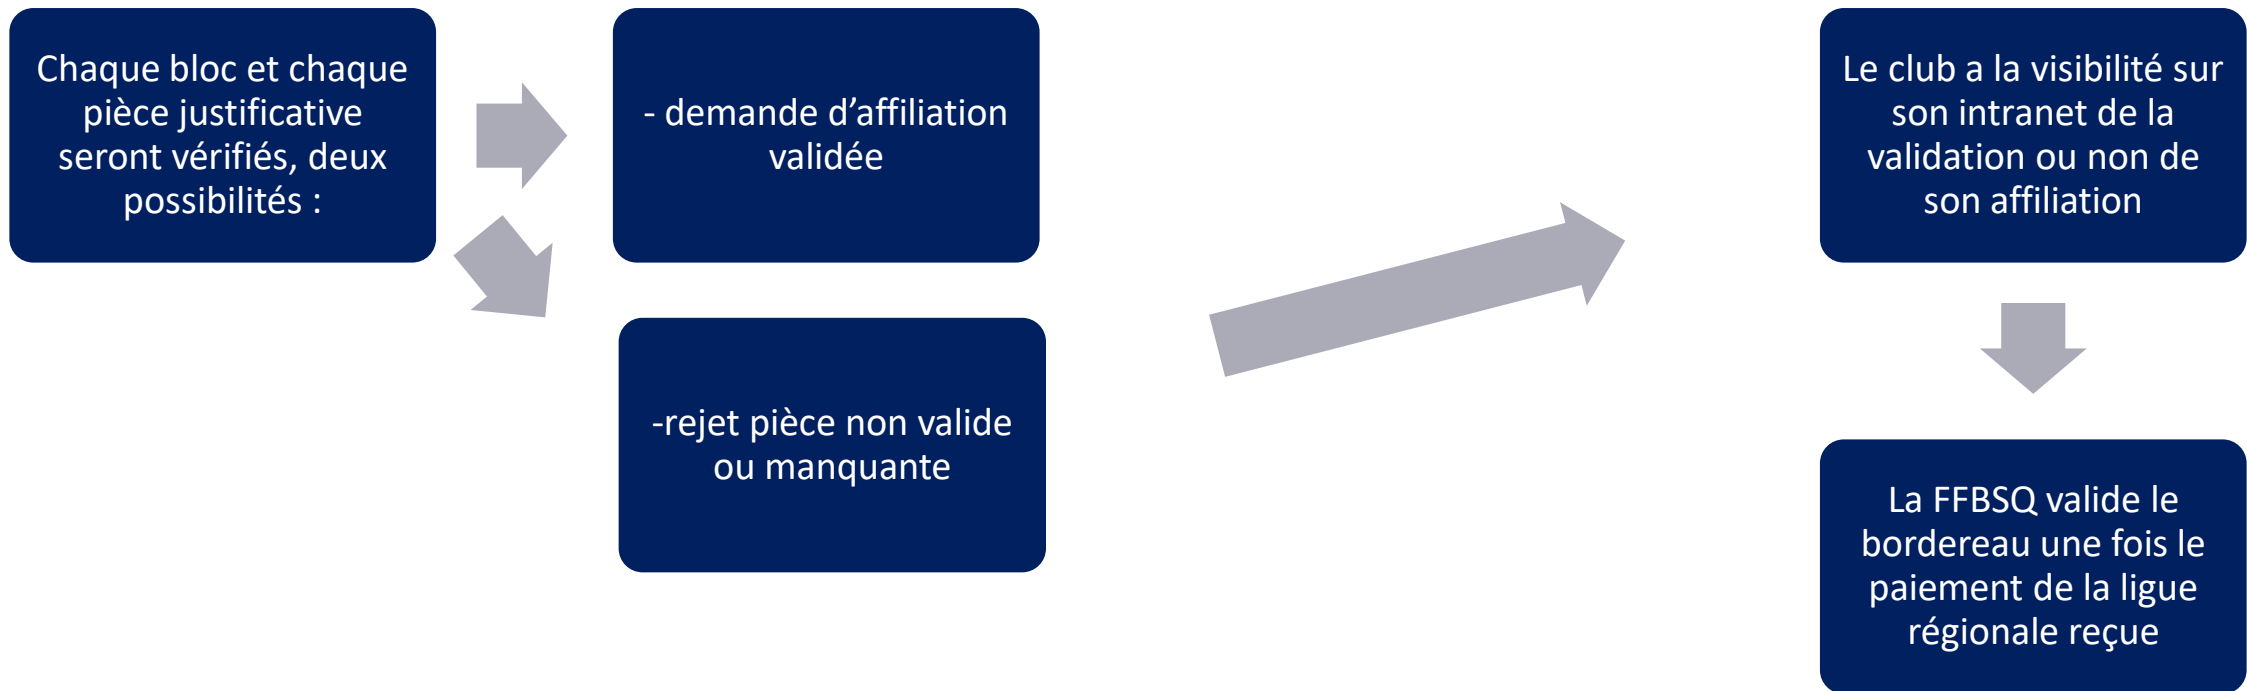 Chaque bloc et chaque
pièce justificative
seront vérifiés, deux
possibilités :
- demande d’affiliation
validée
-rejet pièce non valide
ou manquante
Le club a la visibilité sur
son intranet de la
validation ou non de
son affiliation
La FFBSQ valide le
bordereau une fois le
paiement de la ligue
régionale reçue